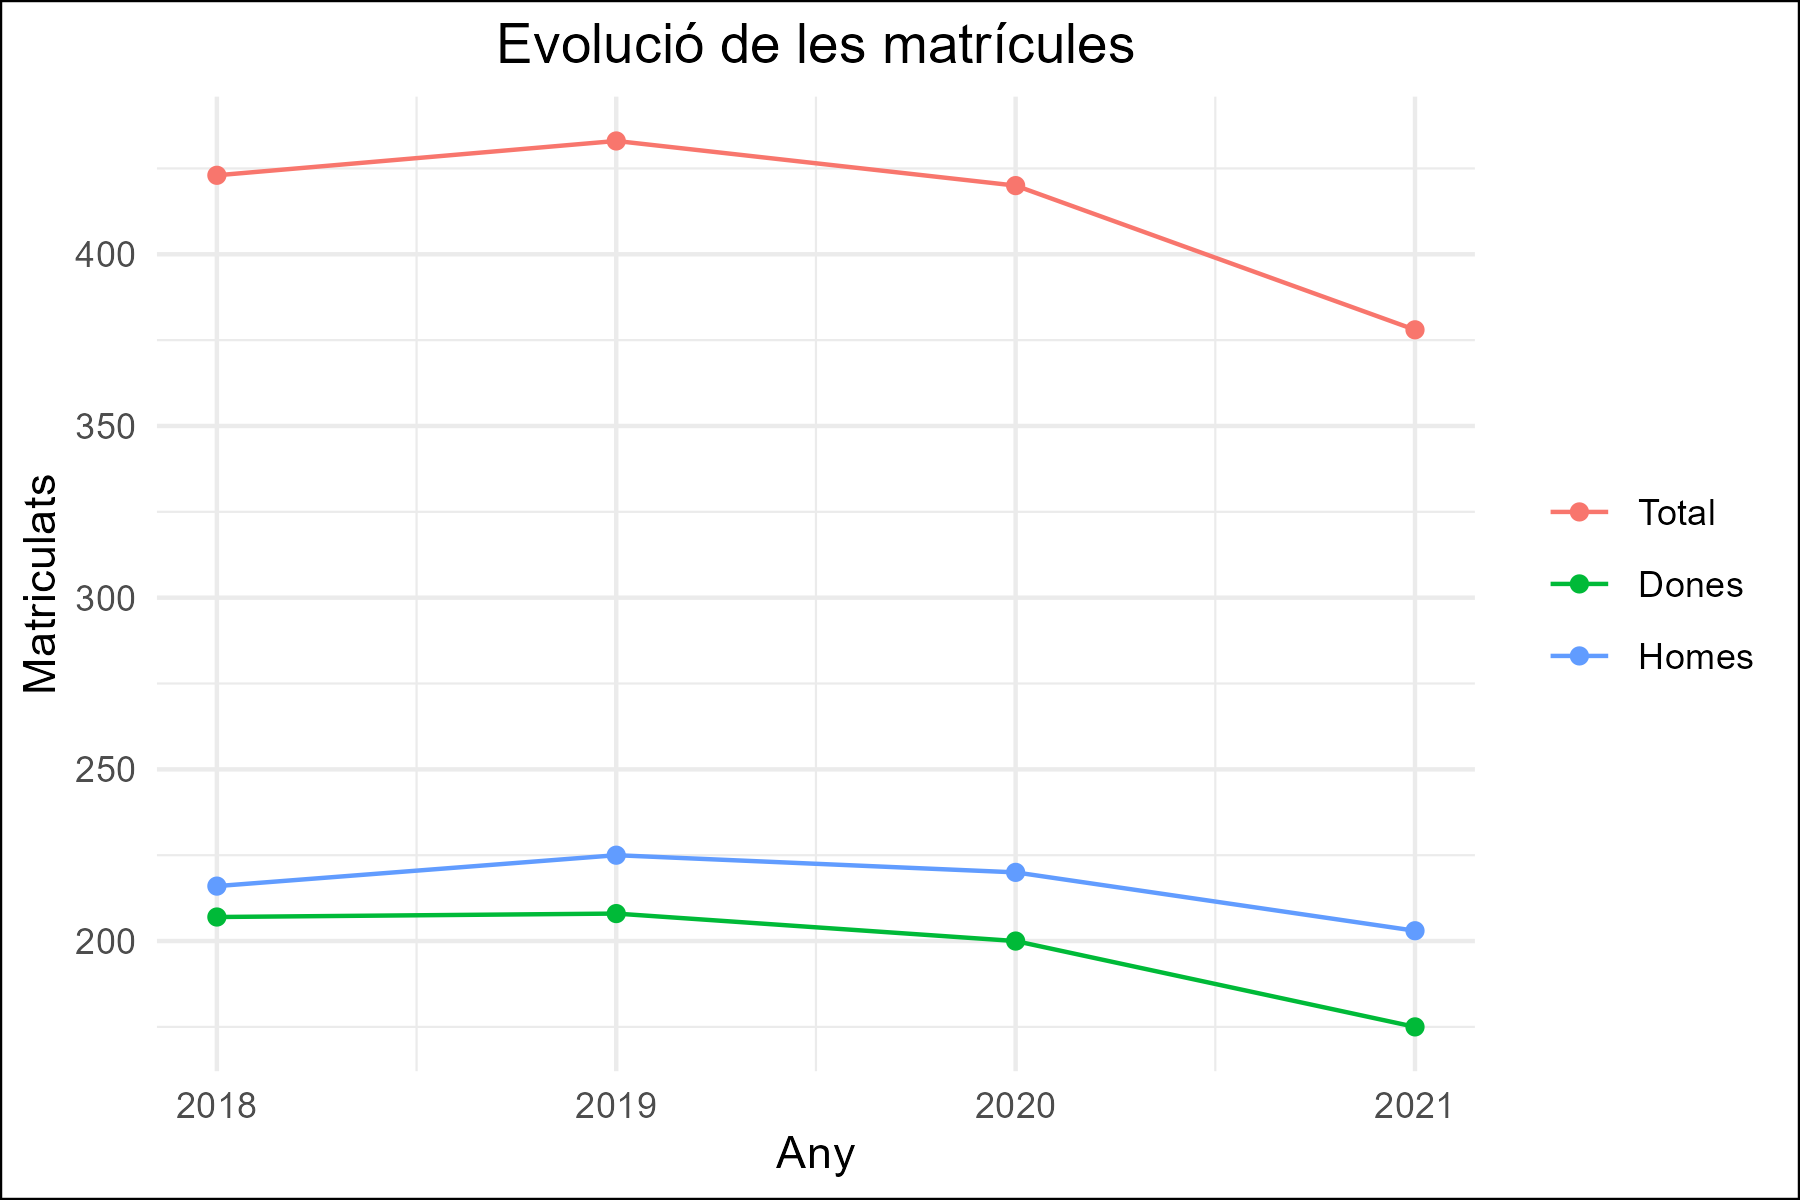 Evolució de les matrícules
Matriculats
400
350
300
250
200
2018
2019
2020
2021
Any
Total
Dones
Homes